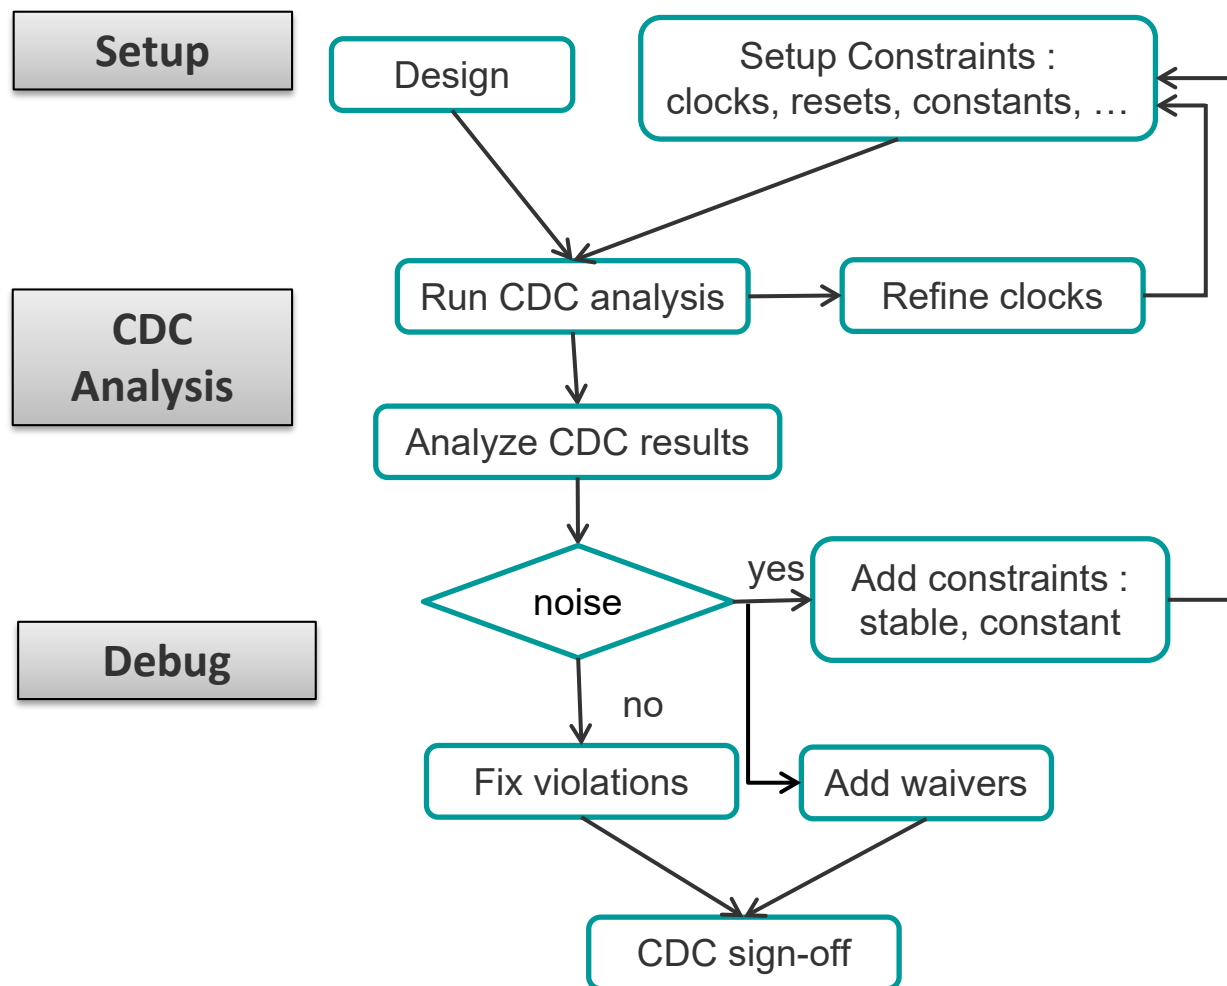 Setup
Design
Setup Constraints :
clocks, resets, constants, …
CDC
Analysis
Run CDC analysis
Refine clocks
Analyze CDC results
Debug
noise
yes
Add constraints :
stable, constant
no
Fix violations
Add waivers
CDC sign-off